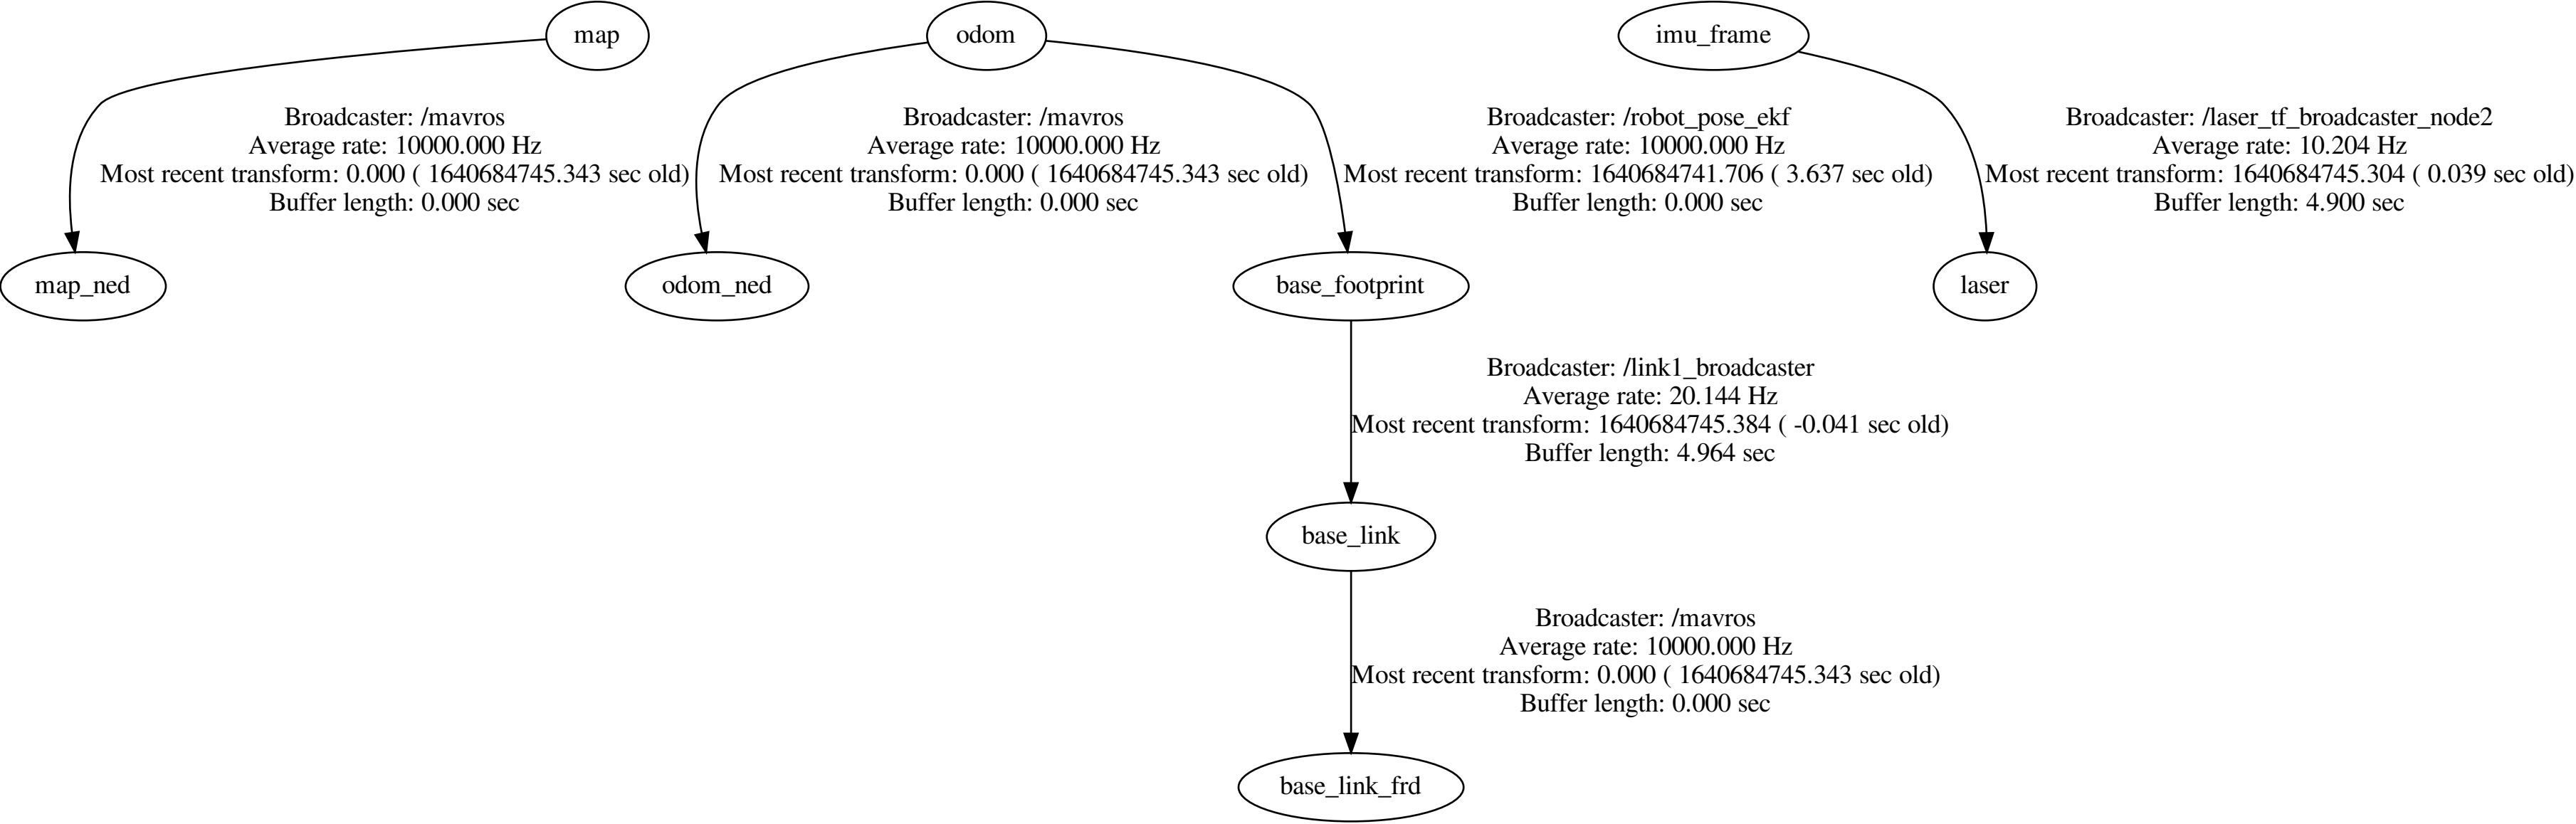 map
odom
imu_frame
Broadcaster: /mavros
Average rate: 10000.000 Hz
Most recent transform: 0.000 ( 1640684745.343 sec old)
Buffer length: 0.000 sec
Broadcaster: /mavros
Average rate: 10000.000 Hz
Most recent transform: 0.000 ( 1640684745.343 sec old)
Buffer length: 0.000 sec
Broadcaster: /robot_pose_ekf
Average rate: 10000.000 Hz
Most recent transform: 1640684741.706 ( 3.637 sec old)
Buffer length: 0.000 sec
Broadcaster: /laser_tf_broadcaster_node2
Average rate: 10.204 Hz
Most recent transform: 1640684745.304 ( 0.039 sec old)
Buffer length: 4.900 sec
map_ned
odom_ned
base_footprint
laser
Broadcaster: /link1_broadcaster
Average rate: 20.144 Hz
Most recent transform: 1640684745.384 ( -0.041 sec old)
Buffer length: 4.964 sec
base_link
Broadcaster: /mavros
Average rate: 10000.000 Hz
Most recent transform: 0.000 ( 1640684745.343 sec old)
Buffer length: 0.000 sec
base_link_frd